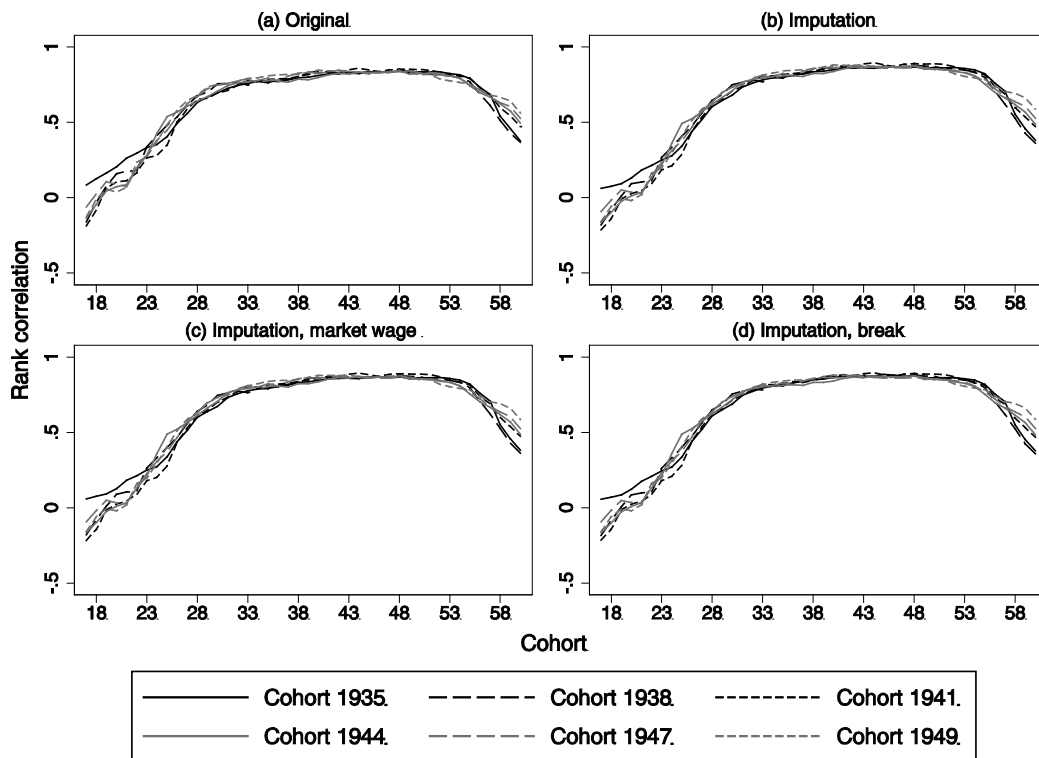 (a) Original
(b) Imputation
1
.5
0
-.5
18 23 28 33 38 43 48 53 58
1
.5
0
-.5
18 23 28 33 38 43 48 53 58
(c) Imputation, market wage
(d) Imputation, break
1
.5
0
-.5
18 23 28 33 38 43 48 53 58
1
.5
0
-.5
18 23 28 33 38 43 48 53 58
Rank correlation
Cohort
Cohort 1935 Cohort 1938 Cohort 1941
Cohort 1944 Cohort 1947 Cohort 1949